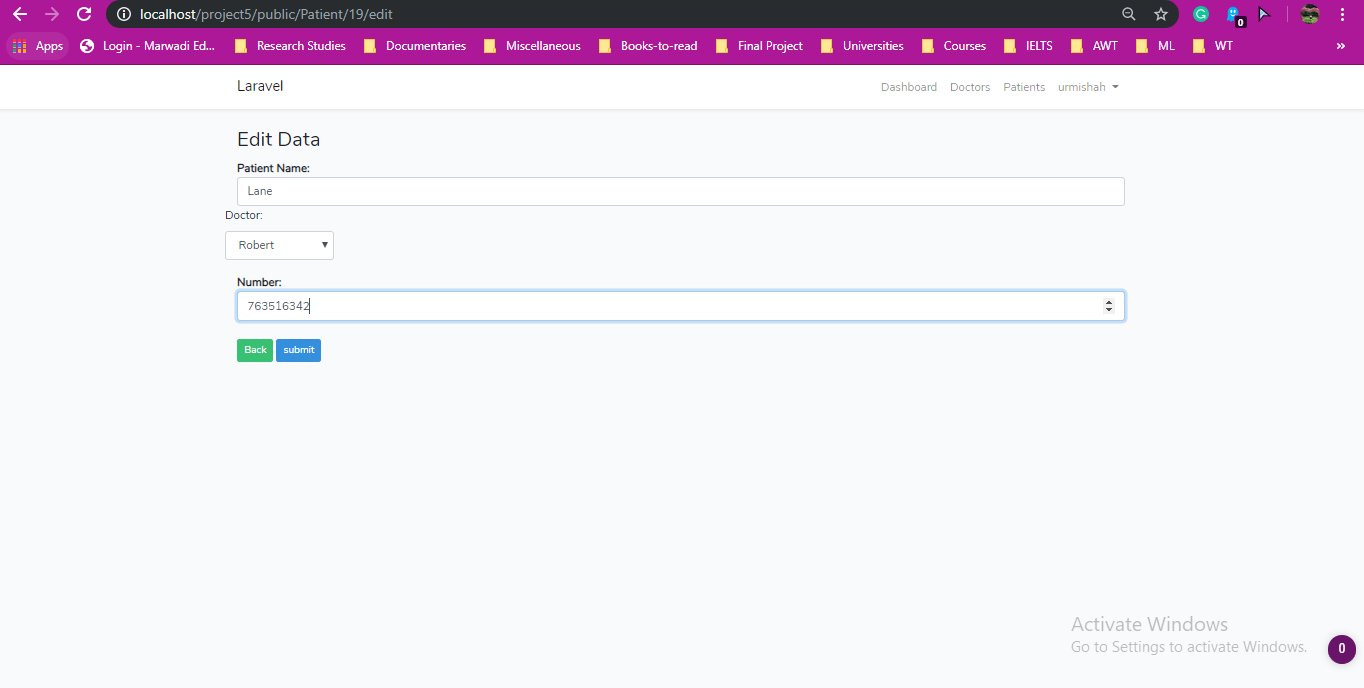 localhost/project5/public/Patient/19/edit
0
Apps Login - Marwadi Ed... Research Studies Documentaries Miscellaneous Books-to-read Final Project Universities Courses IELTS AWT ML WT »
Laravel Dashboard Doctors Patients urmishah
Edit Data
Patient Name:
Lane
Doctor:
Robert
Number:
763516342
Back submit
Activate Windows
Go to Settings to activate Windows.
0